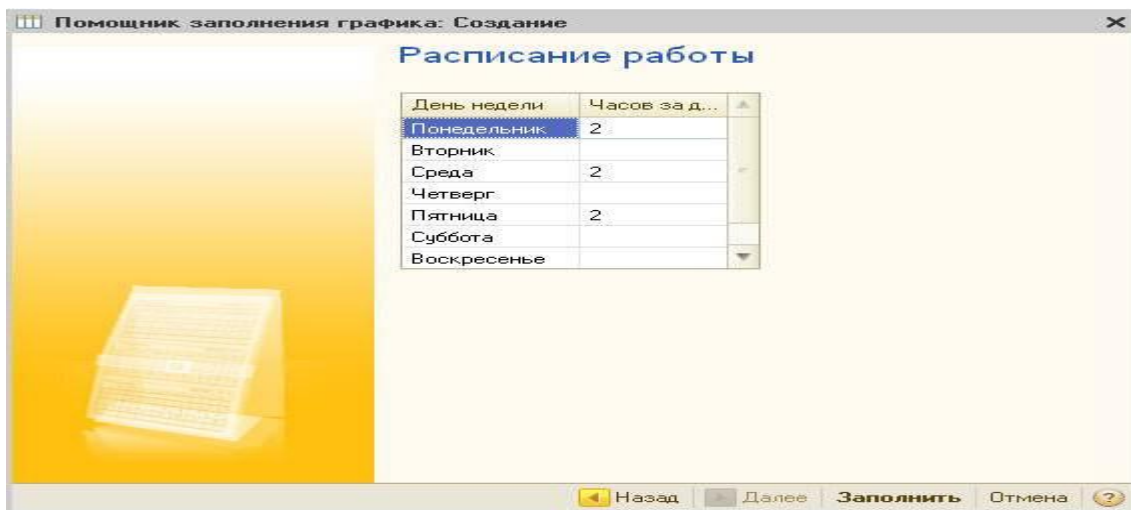 Помощник заполнения графика: Создание
Расписание работы
День недели Часов за д...
Понедельник 2
Вторник
Среда 2
Четверг
Пятница 2
Суббота
Воскресенье
Назад Далее Заполнить Отмена ?